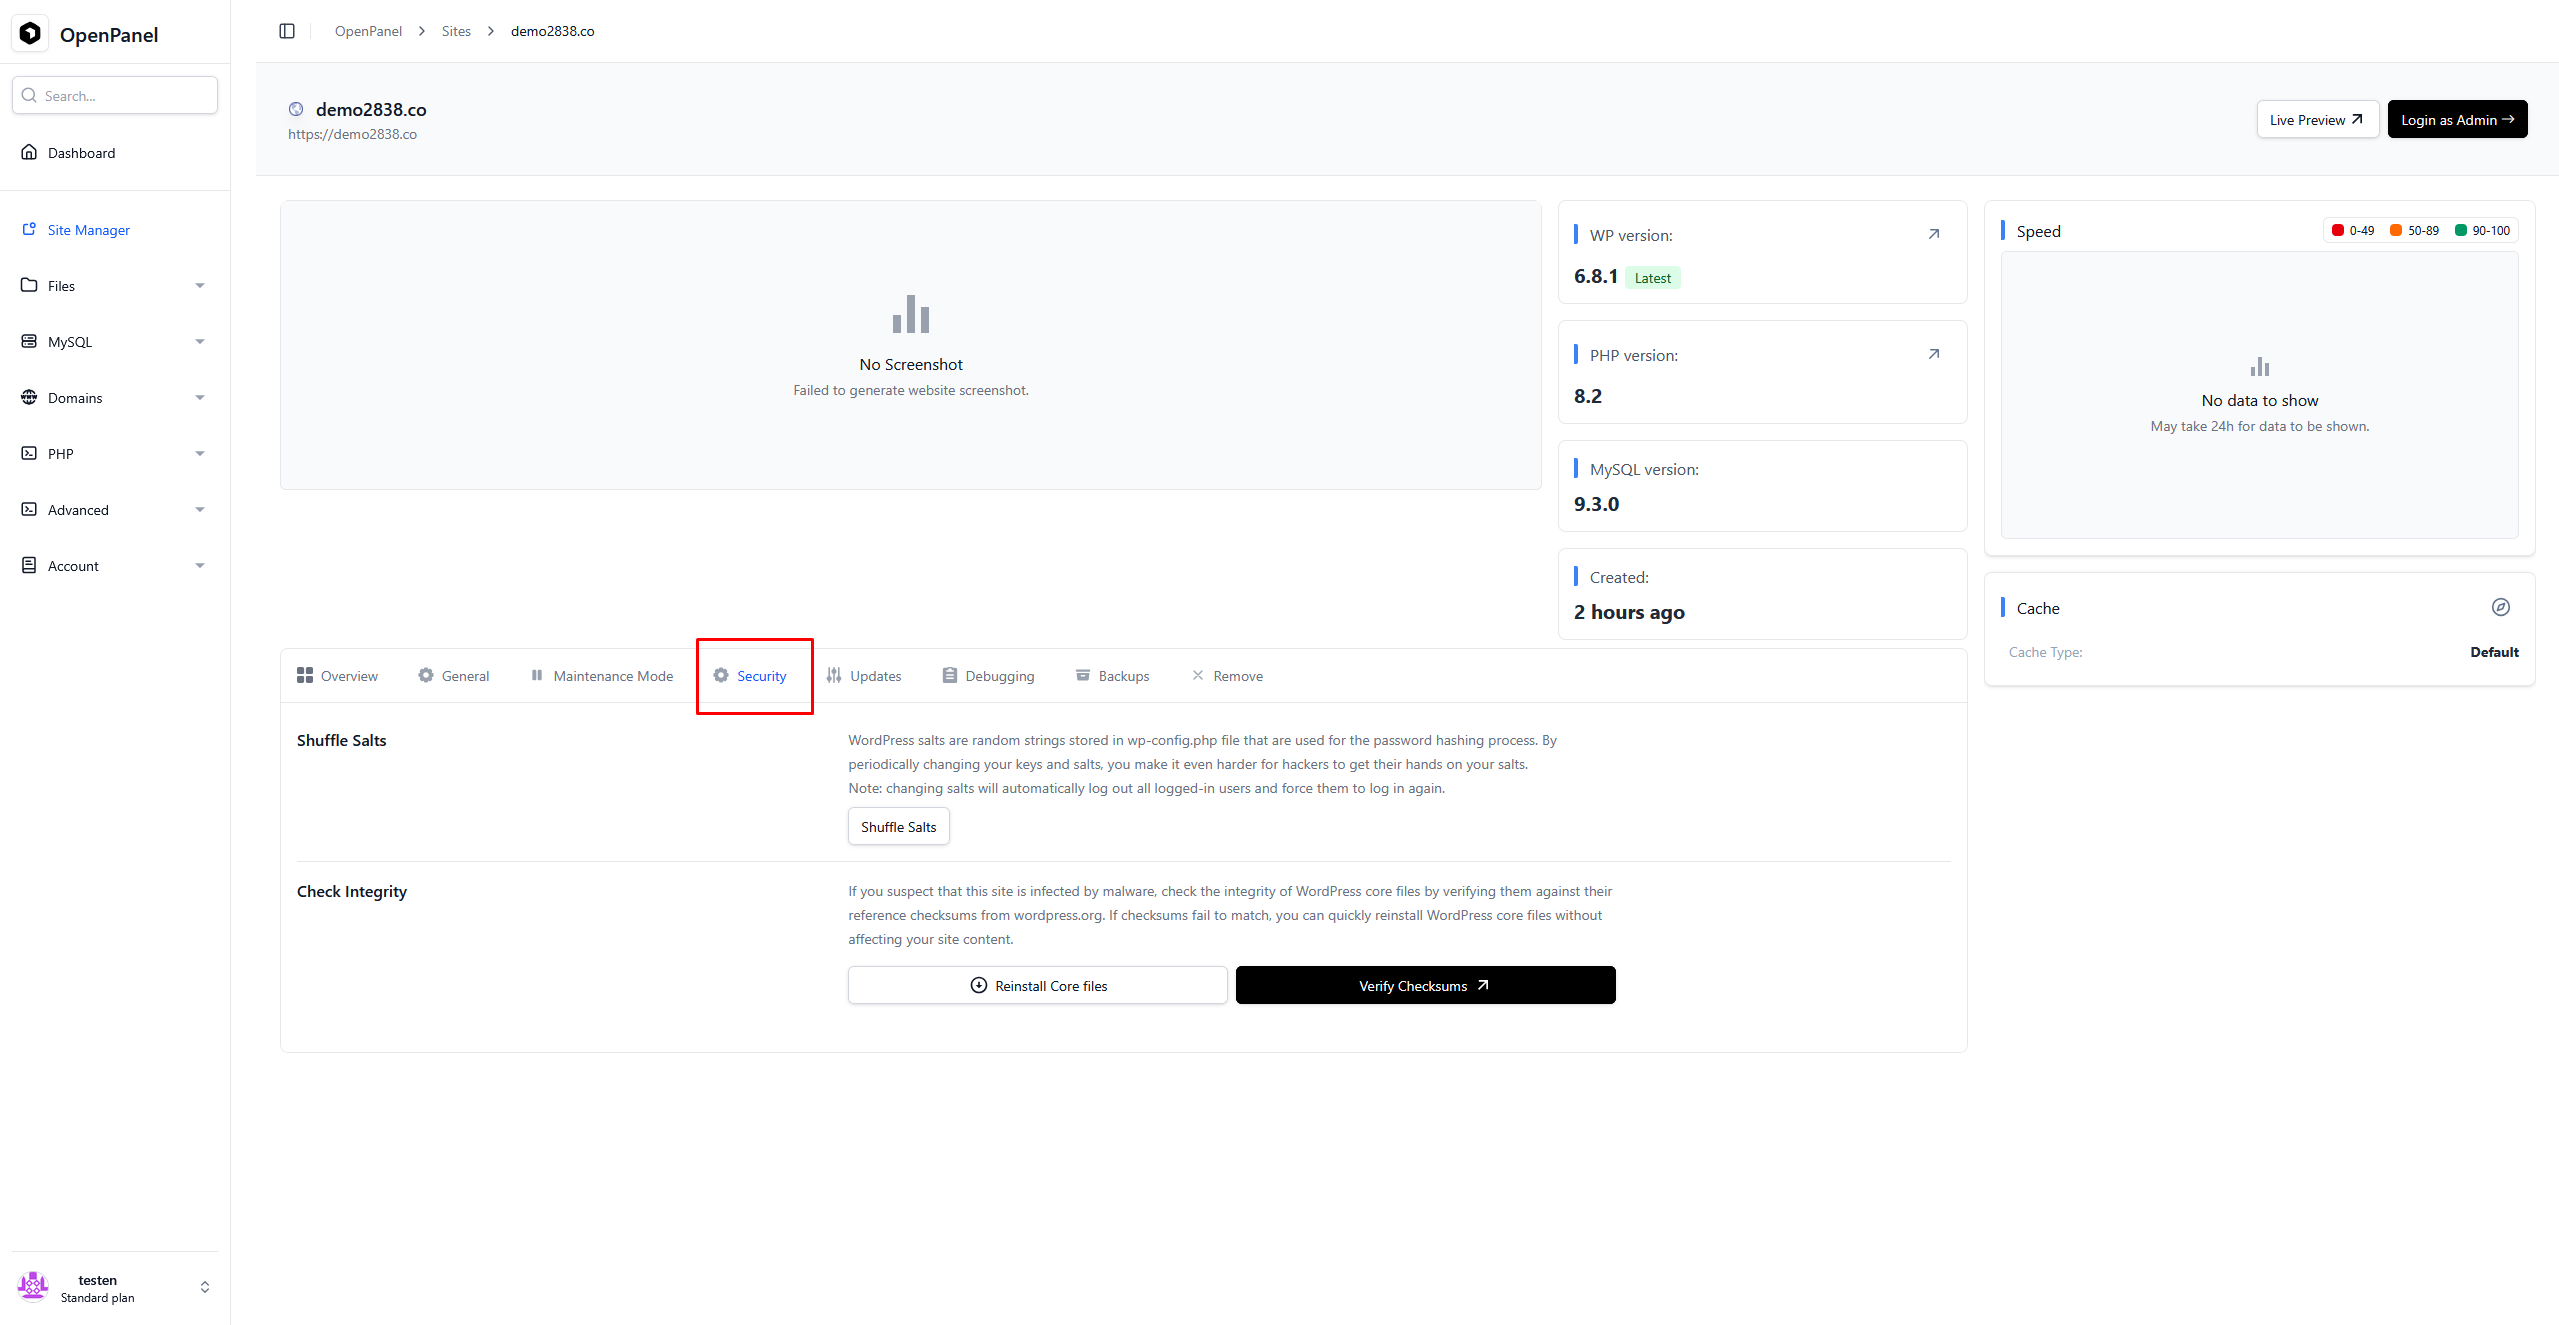 OpenPanel
Search...
Dashboard
Site Manager
Files
MySQL
Domains
PHP
Advanced
Account
testen
Standard plan
OpenPanel > Sites > demo2838.co
demo2838.co
https://demo2838.co
Live Preview
Login as Admin
No Screenshot
Failed to generate website screenshot.
WP version:
6.8.1 Latest
PHP version:
8.2
MySQL version:
9.3.0
Created:
2 hours ago
Speed
0-49 50-89 90-100
No data to show
May take 24h for data to be shown.
Cache
Cache Type: Default
Overview General Maintenance Mode Security Updates Debugging Backups Remove
Shuffle Salts
WordPress salts are random strings stored in wp-config.php file that are used for the password hashing process. By
periodically changing your keys and salts, you make it even harder for hackers to get their hands on your salts.
Note: changing salts will automatically log out all logged-in users and force them to log in again.
Shuffle Salts
Check Integrity
If you suspect that this site is infected by malware, check the integrity of WordPress core files by verifying them against their
reference checksums from wordpress.org. If checksums fail to match, you can quickly reinstall WordPress core files without
affecting your site content.
Reinstall Core files
Verify Checksums